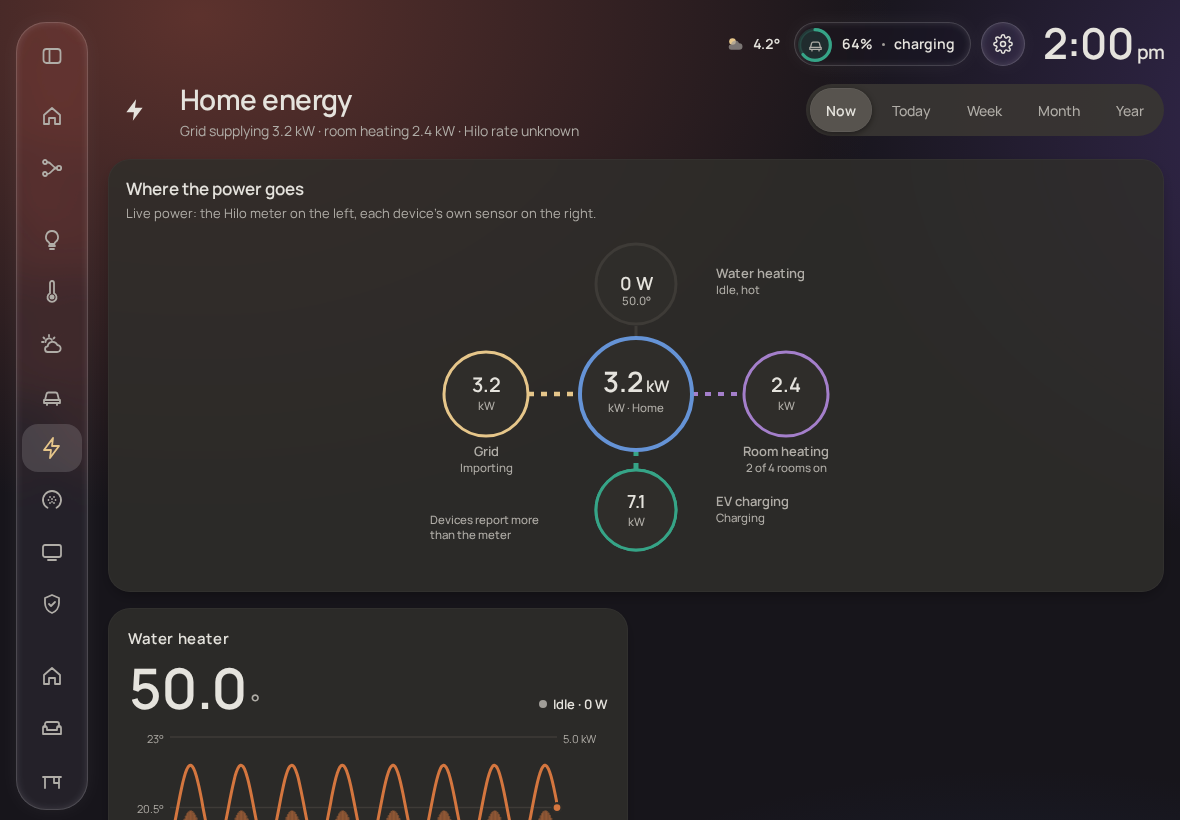 4.2°
64% • charging
2:00 pm
Home energy
Grid supplying 3.2 kW · room heating 2.4 kW · Hilo rate unknown
Now
Today
Week
Month
Year
Where the power goes
Live power: the Hilo meter on the left, each device's own sensor on the right.
0 W
50.0°
Water heating
Idle, hot
3.2
kW
Grid
Importing
3.2 kW
kW · Home
2.4
kW
Room heating
2 of 4 rooms on
7.1
kW
EV charging
Charging
Devices report more
than the meter
Water heater
50.0°
Idle · 0 W
23°
5.0 kW
20.5°